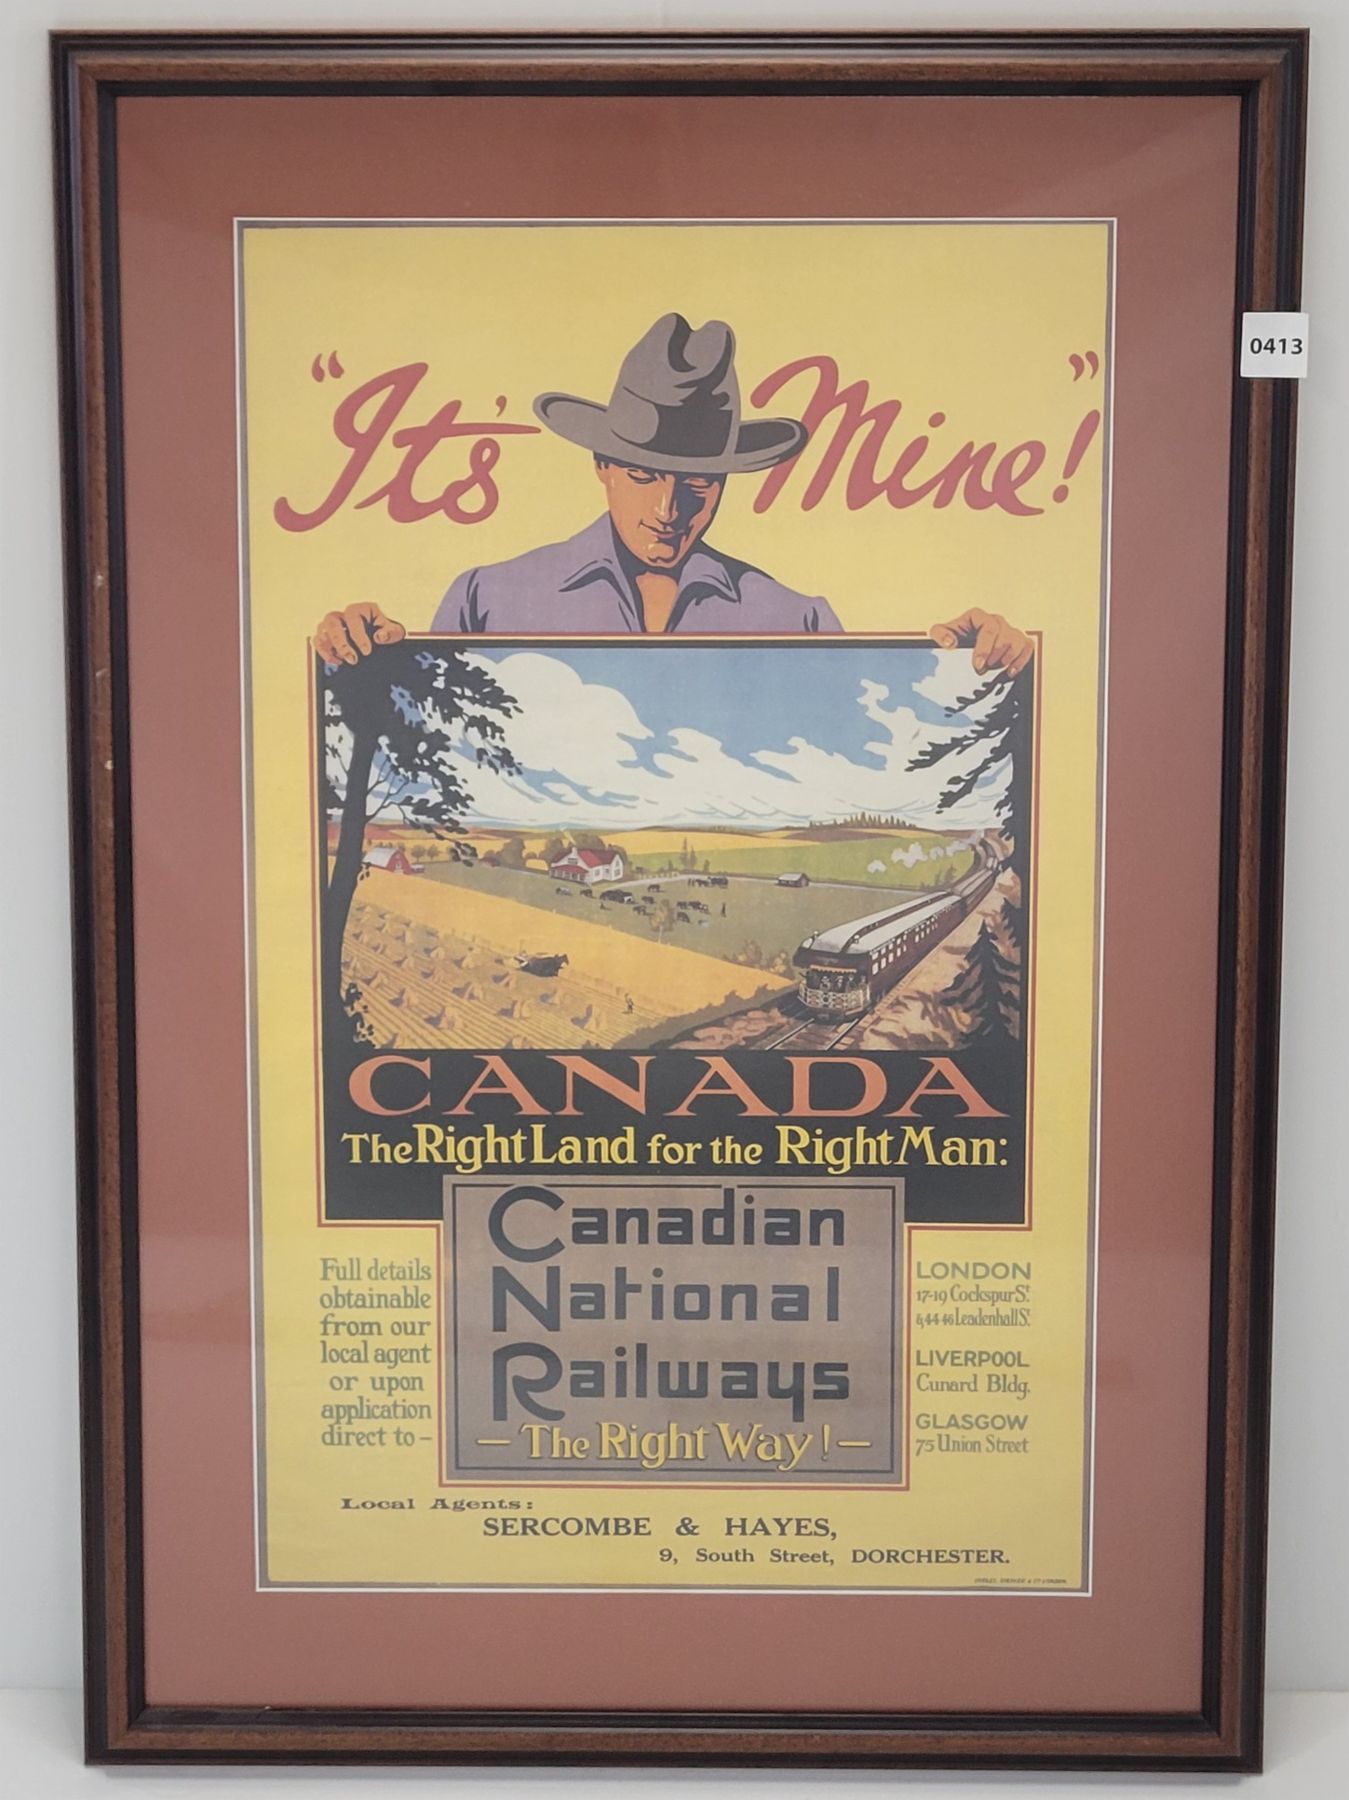 "It's Mine!"
0413
CANADA
The Right Land for the Right Man:
Canadian
National
Railways
– The Right Way! –
Full details
obtainable
from our
local agent
or upon
application
direct to –
LONDON
17-19 Cockspur St
& 44 46 Leadenhall St
LIVERPOOL
Cunard Bldg.
GLASGOW
75 Union Street
Local Agents:
SERCOMBE & HAYES,
9, South Street, DORCHESTER.